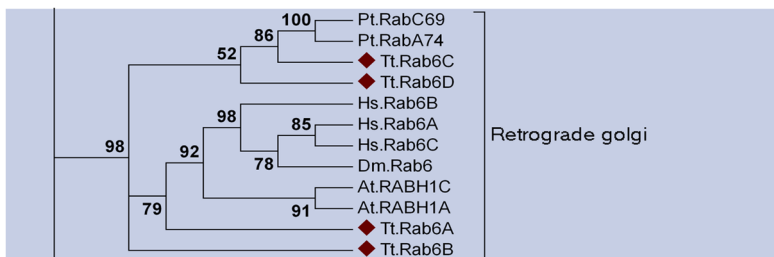 100 Pt.RabC69
86 Pt.RabA74
52 Tt.Rab6C
Tt.Rab6D
98 Hs.Rab6B
85 Hs.Rab6A
Hs.Rab6C
78 Dm.Rab6
98
92
At.RABH1C
91 At.RABH1A
79 Tt.Rab6A
Tt.Rab6B
Retrograde golgi